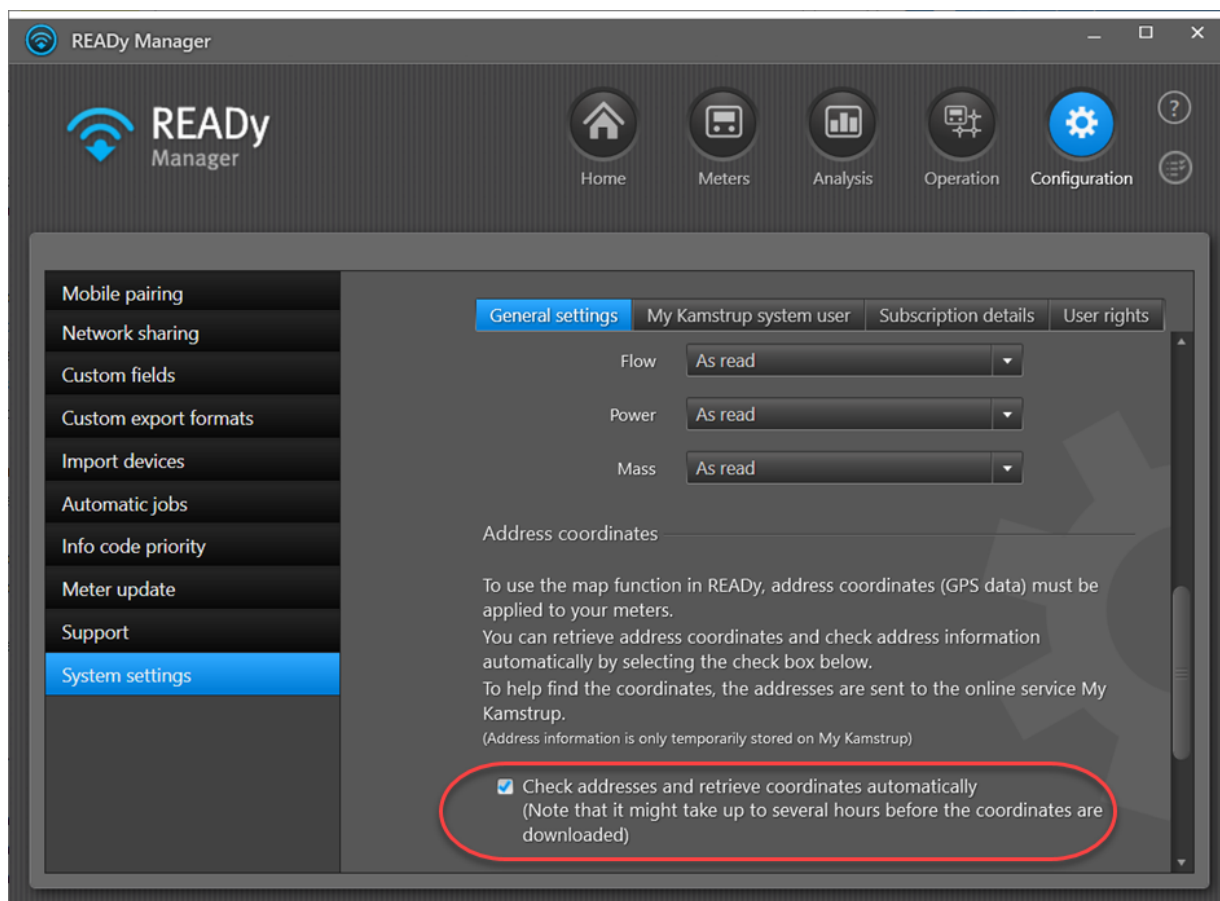 READy Manager
READy
Manager
Home
Meters
Analysis
Operation
Configuration
?
Mobile pairing
Network sharing
Custom fields
Custom export formats
Import devices
Automatic jobs
Info code priority
Meter update
Support
System settings
General settings
My Kamstrup system user
Subscription details
User rights
Flow
As read
Power
As read
Mass
As read
Address coordinates
To use the map function in READy, address coordinates (GPS data) must be
applied to your meters.
You can retrieve address coordinates and check address information
automatically by selecting the check box below.
To help find the coordinates, the addresses are sent to the online service My
Kamstrup.
(Address information is only temporarily stored on My Kamstrup)
Check addresses and retrieve coordinates automatically
(Note that it might take up to several hours before the coordinates are
downloaded)